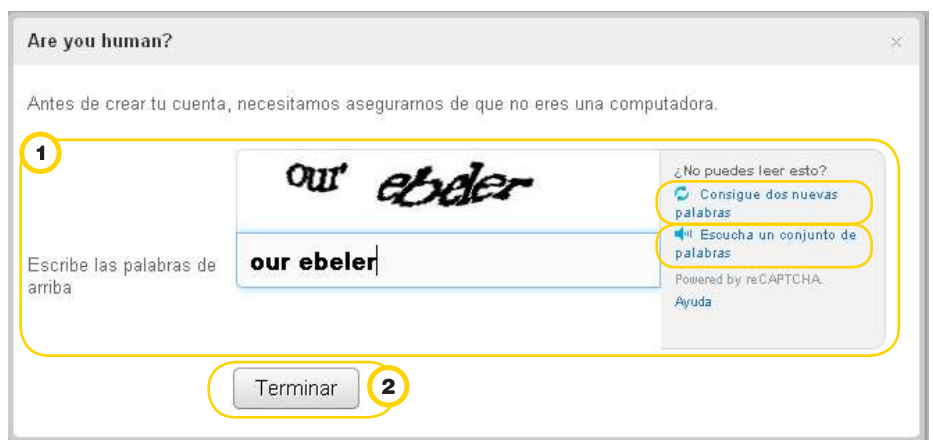 Are you human?
Antes de crear tu cuenta, necesitamos asegurarnos de que no eres una computadora.
1
our ebeler
¿No puedes leer esto?
Consigue dos nuevas
palabras
Escucha un conjunto de
palabras
Powered by reCAPTCHA.
Ayuda
Escribe las palabras de
arriba
our ebeler
Terminar
2